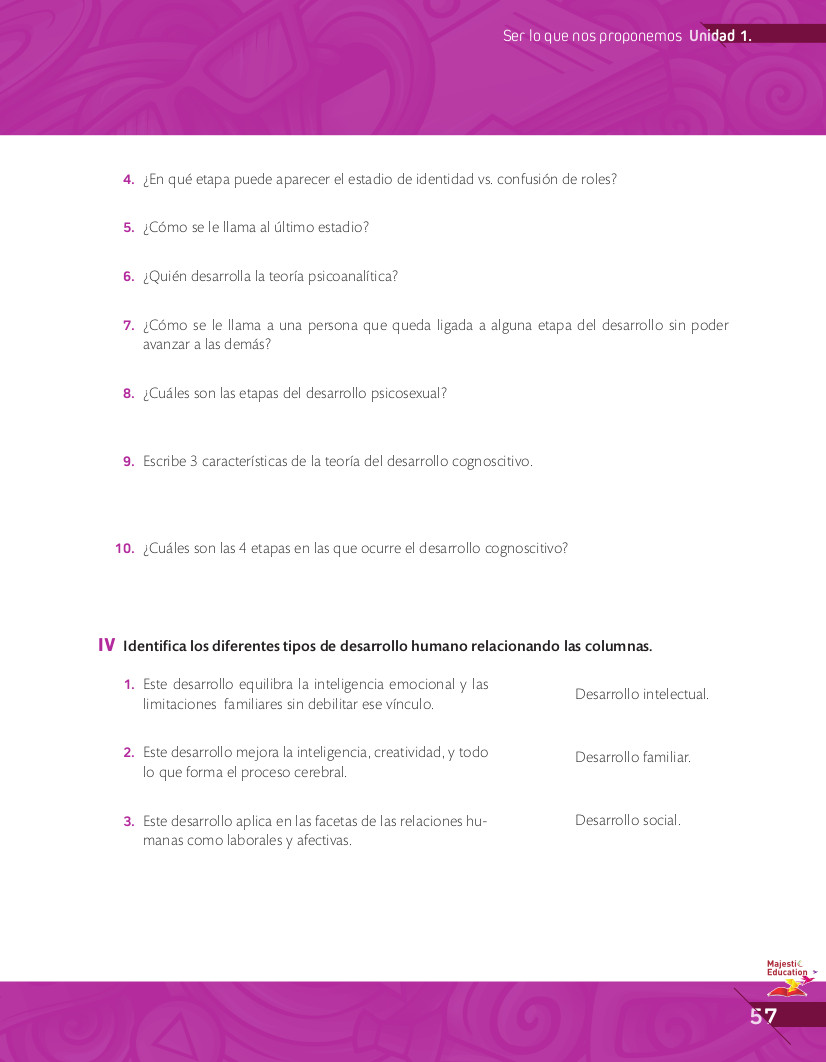 Ser lo que nos proponemos Unidad 1.
4. ¿En qué etapa puede aparecer el estadio de identidad vs. confusión de roles?
5. ¿Cómo se le llama al último estadio?
6. ¿Quién desarrolla la teoría psicoanalítica?
7. ¿Cómo se le llama a una persona que queda ligada a alguna etapa del desarrollo sin poder
avanzar a las demás?
8. ¿Cuáles son las etapas del desarrollo psicosexual?
9. Escribe 3 características de la teoría del desarrollo cognoscitivo.
10. ¿Cuáles son las 4 etapas en las que ocurre el desarrollo cognoscitivo?
IV Identifica los diferentes tipos de desarrollo humano relacionando las columnas.
1. Este desarrollo equilibra la inteligencia emocional y las
limitaciones familiares sin debilitar ese vínculo.
Desarrollo intelectual.
2. Este desarrollo mejora la inteligencia, creatividad, y todo
lo que forma el proceso cerebral.
Desarrollo familiar.
3. Este desarrollo aplica en las facetas de las relaciones hu-
manas como laborales y afectivas.
Desarrollo social.
Majestic
Education
57